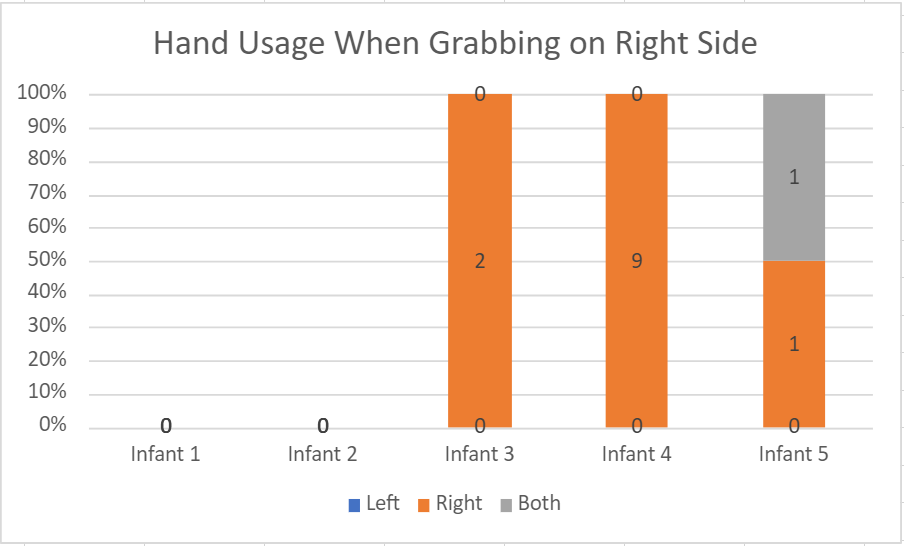 Hand Usage When Grabbing on Right Side
100% 0 0
90%
80% 1
70%
60%
50% 2 9
40%
30% 1
20%
10%
0% 0 0 0 0 0
Infant 1 Infant 2 Infant 3 Infant 4 Infant 5
Left Right Both